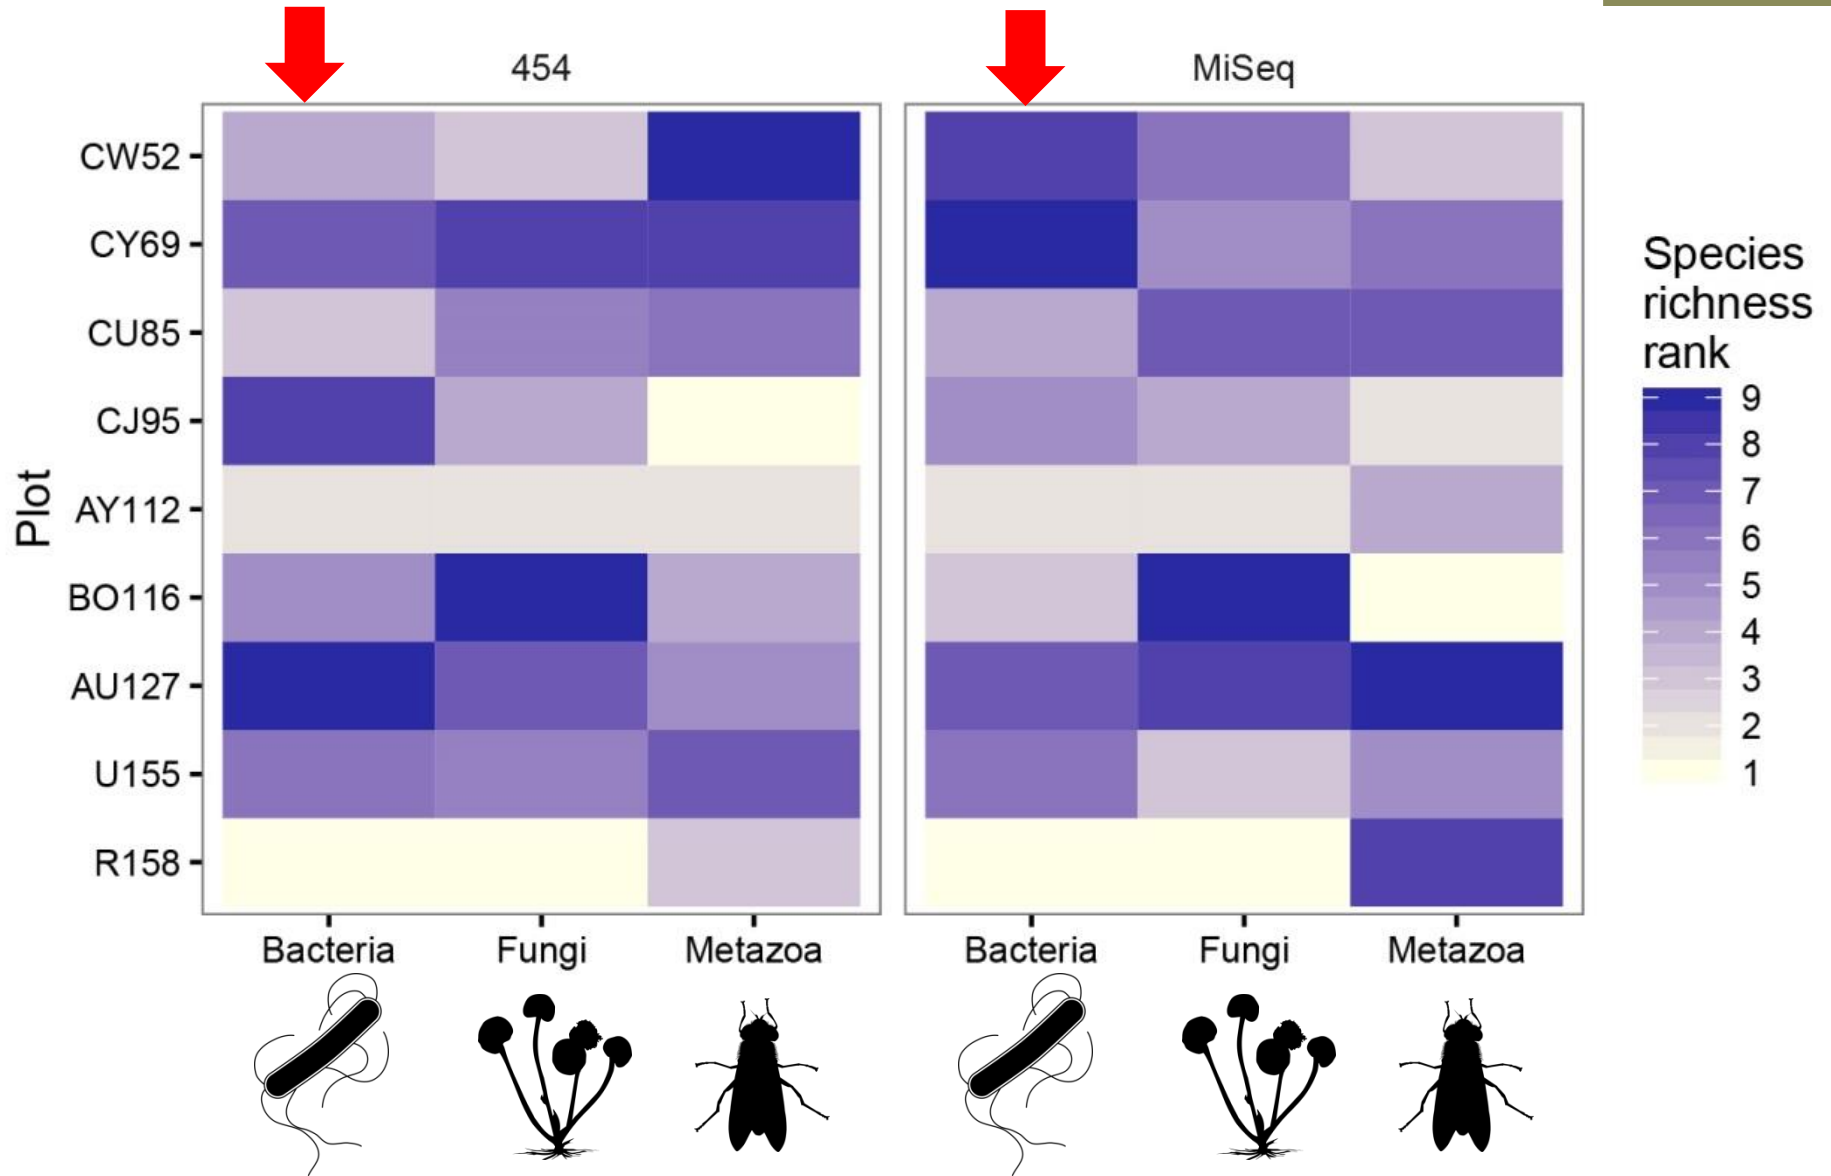 454
MiSeq
Plot
CW52
CY69
CU85
CJ95
AY112
BO116
AU127
U155
R158
Bacteria
Fungi
Metazoa
Bacteria
Fungi
Metazoa
Species
richness
rank
9
8
7
6
5
4
3
2
1